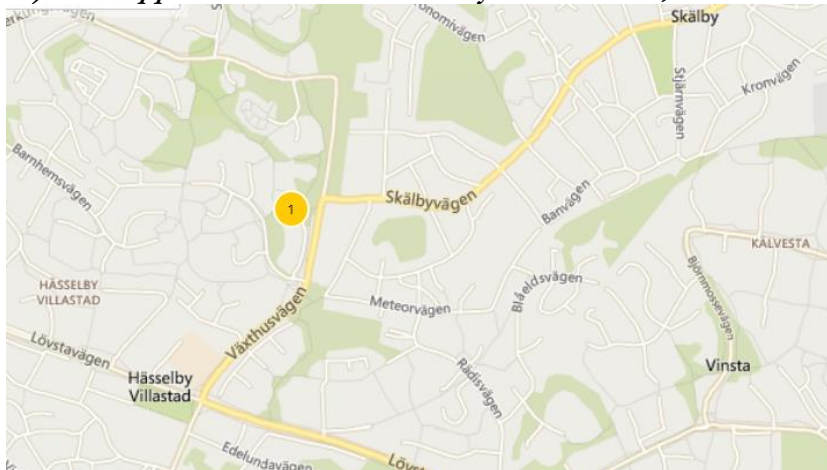 Skälby
Stjärnvägen
Kronvägen
Barnhemsvägen
1
Skälbyvägen
Banvägen
KÄLVESTA
HÄSSELBY
VILLASTAD
Växthusvägen
Meteorvägen
Blåeldsvägen
Björnmossevägen
Lövstavägen
Hässelby
Villastad
Rädisvägen
Vinsta
Edelundavägen